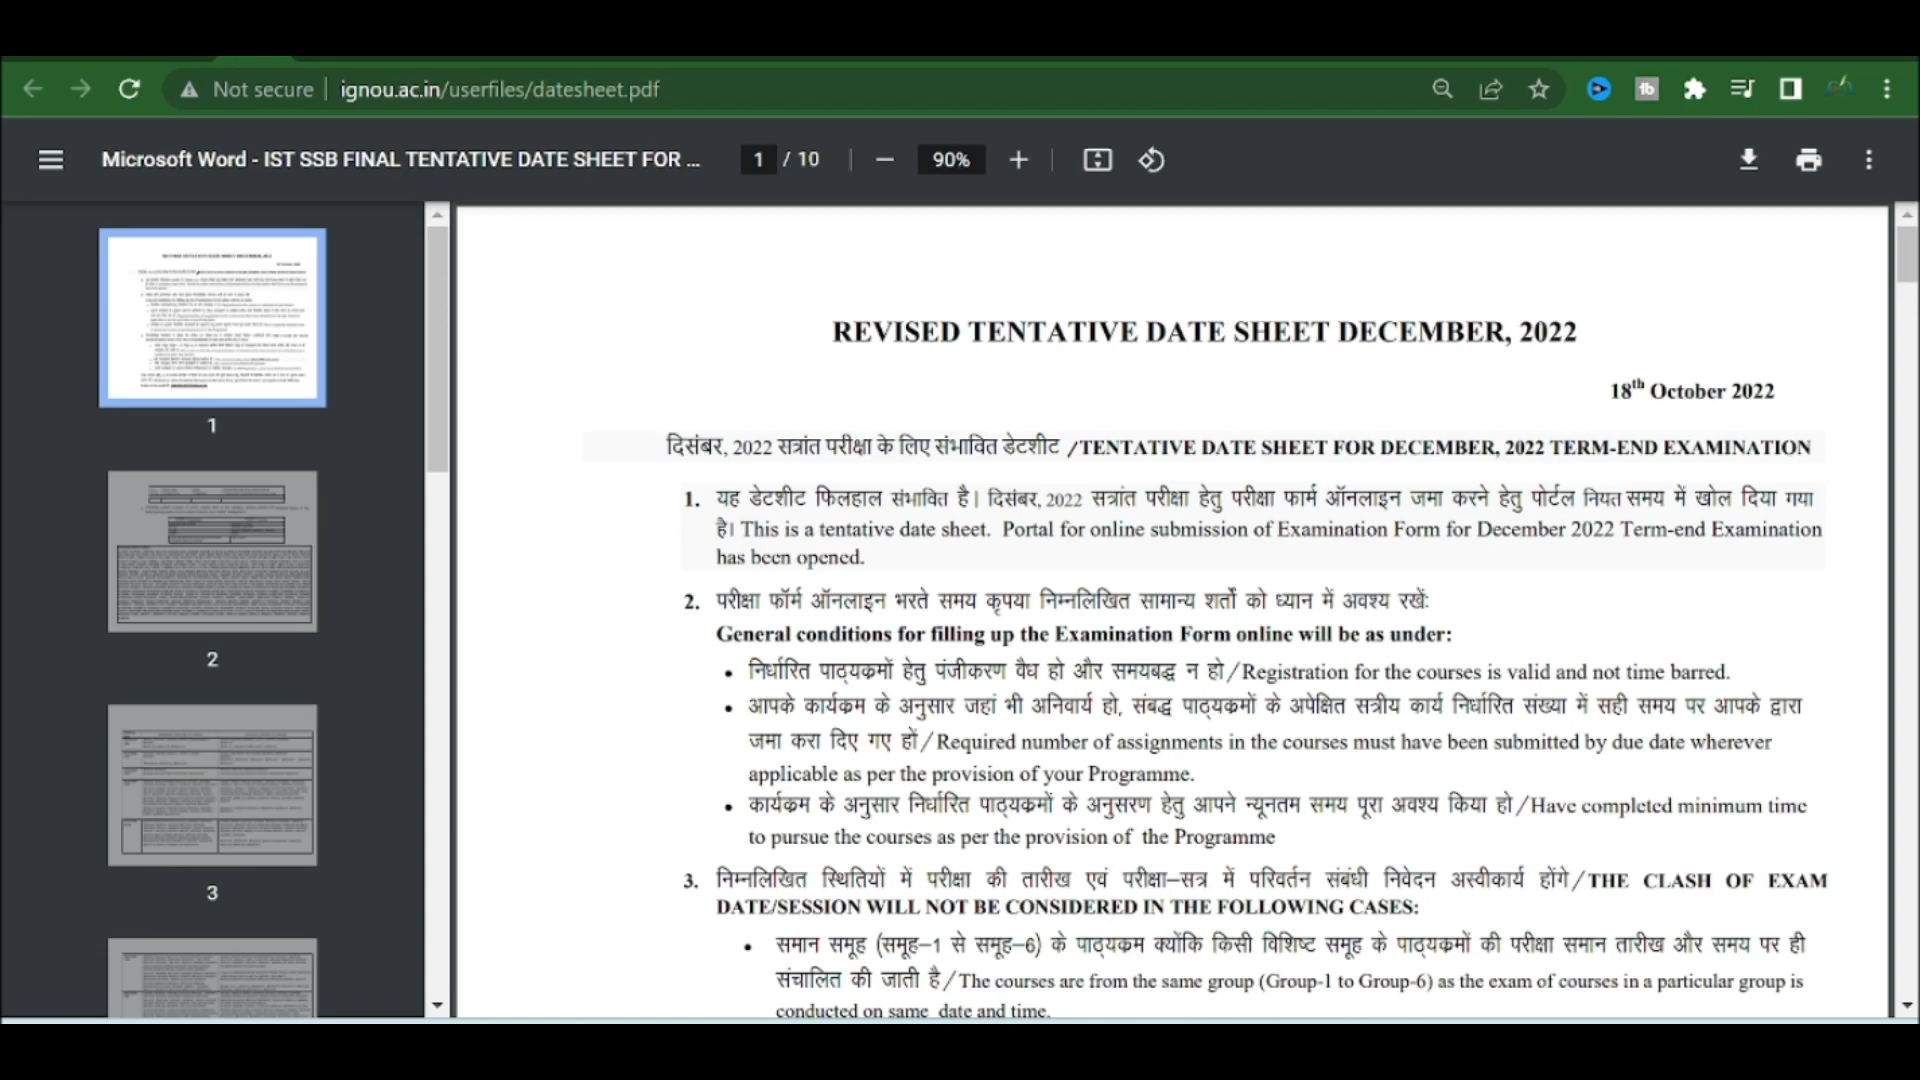 Not secure | ignou.ac.in/userfiles/datesheet.pdf
Microsoft Word - IST SSB FINAL TENTATIVE DATE SHEET FOR ... 1 / 10 90%
1
2
3
REVISED TENTATIVE DATE SHEET DECEMBER, 2022
18th October 2022
दिसंबर, 2022 सत्रांत परीक्षा के लिए संभावित डेटशीट /TENTATIVE DATE SHEET FOR DECEMBER, 2022 TERM-END EXAMINATION
1. यह डेटशीट फिलहाल संभावित है। दिसंबर, 2022 सत्रांत परीक्षा हेतु परीक्षा फार्म ऑनलाइन जमा करने हेतु पोर्टल नियत समय में खोल दिया गया
है। This is a tentative date sheet. Portal for online submission of Examination Form for December 2022 Term-end Examination
has been opened.
2. परीक्षा फॉर्म ऑनलाइन भरते समय कृपया निम्नलिखित सामान्य शर्तों को ध्यान में अवश्य रखें:
General conditions for filling up the Examination Form online will be as under:
• निर्धारित पाठ्यक्रमों हेतु पंजीकरण वैध हो और समयबद्ध न हो/Registration for the courses is valid and not time barred.
• आपके कार्यक्रम के अनुसार जहां भी अनिवार्य हो, संबद्ध पाठ्यक्रमों के अपेक्षित सत्रीय कार्य निर्धारित संख्या में सही समय पर आपके द्वारा
जमा करा दिए गए हों/Required number of assignments in the courses must have been submitted by due date wherever
applicable as per the provision of your Programme.
• कार्यक्रम के अनुसार निर्धारित पाठ्यक्रमों के अनुसरण हेतु आपने न्यूनतम समय पूरा अवश्य किया हो/Have completed minimum time
to pursue the courses as per the provision of the Programme
3. निम्नलिखित स्थितियों में परीक्षा की तारीख एवं परीक्षा-सत्र में परिवर्तन संबंधी निवेदन अस्वीकार्य होंगे/THE CLASH OF EXAM
DATE/SESSION WILL NOT BE CONSIDERED IN THE FOLLOWING CASES:
• समान समूह (समूह-1 से समूह-6) के पाठ्यक्रम क्योंकि किसी विशिष्ट समूह के पाठ्यक्रमों की परीक्षा समान तारीख और समय पर ही
संचालित की जाती है/The courses are from the same group (Group-1 to Group-6) as the exam of courses in a particular group is
conducted on same date and time.